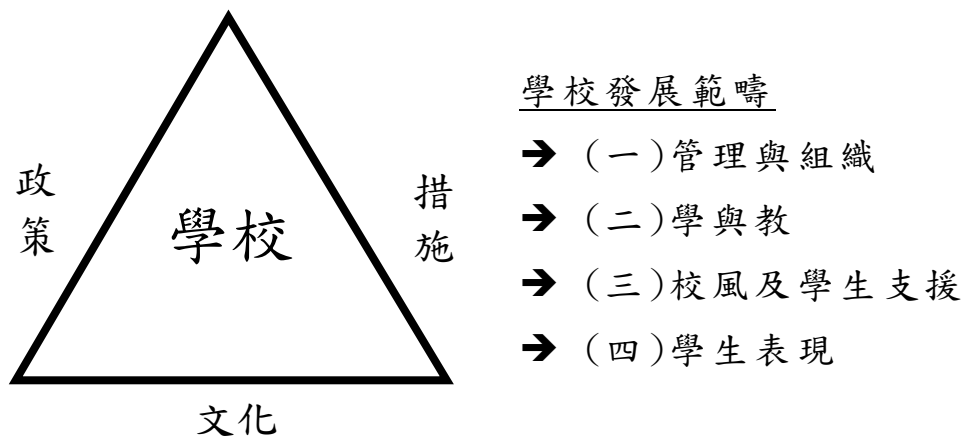 政策
學校
措施
文化
學校發展範疇
➔ (一)管理與組織
➔ (二)學與教
➔ (三)校風及學生支援
➔ (四)學生表現